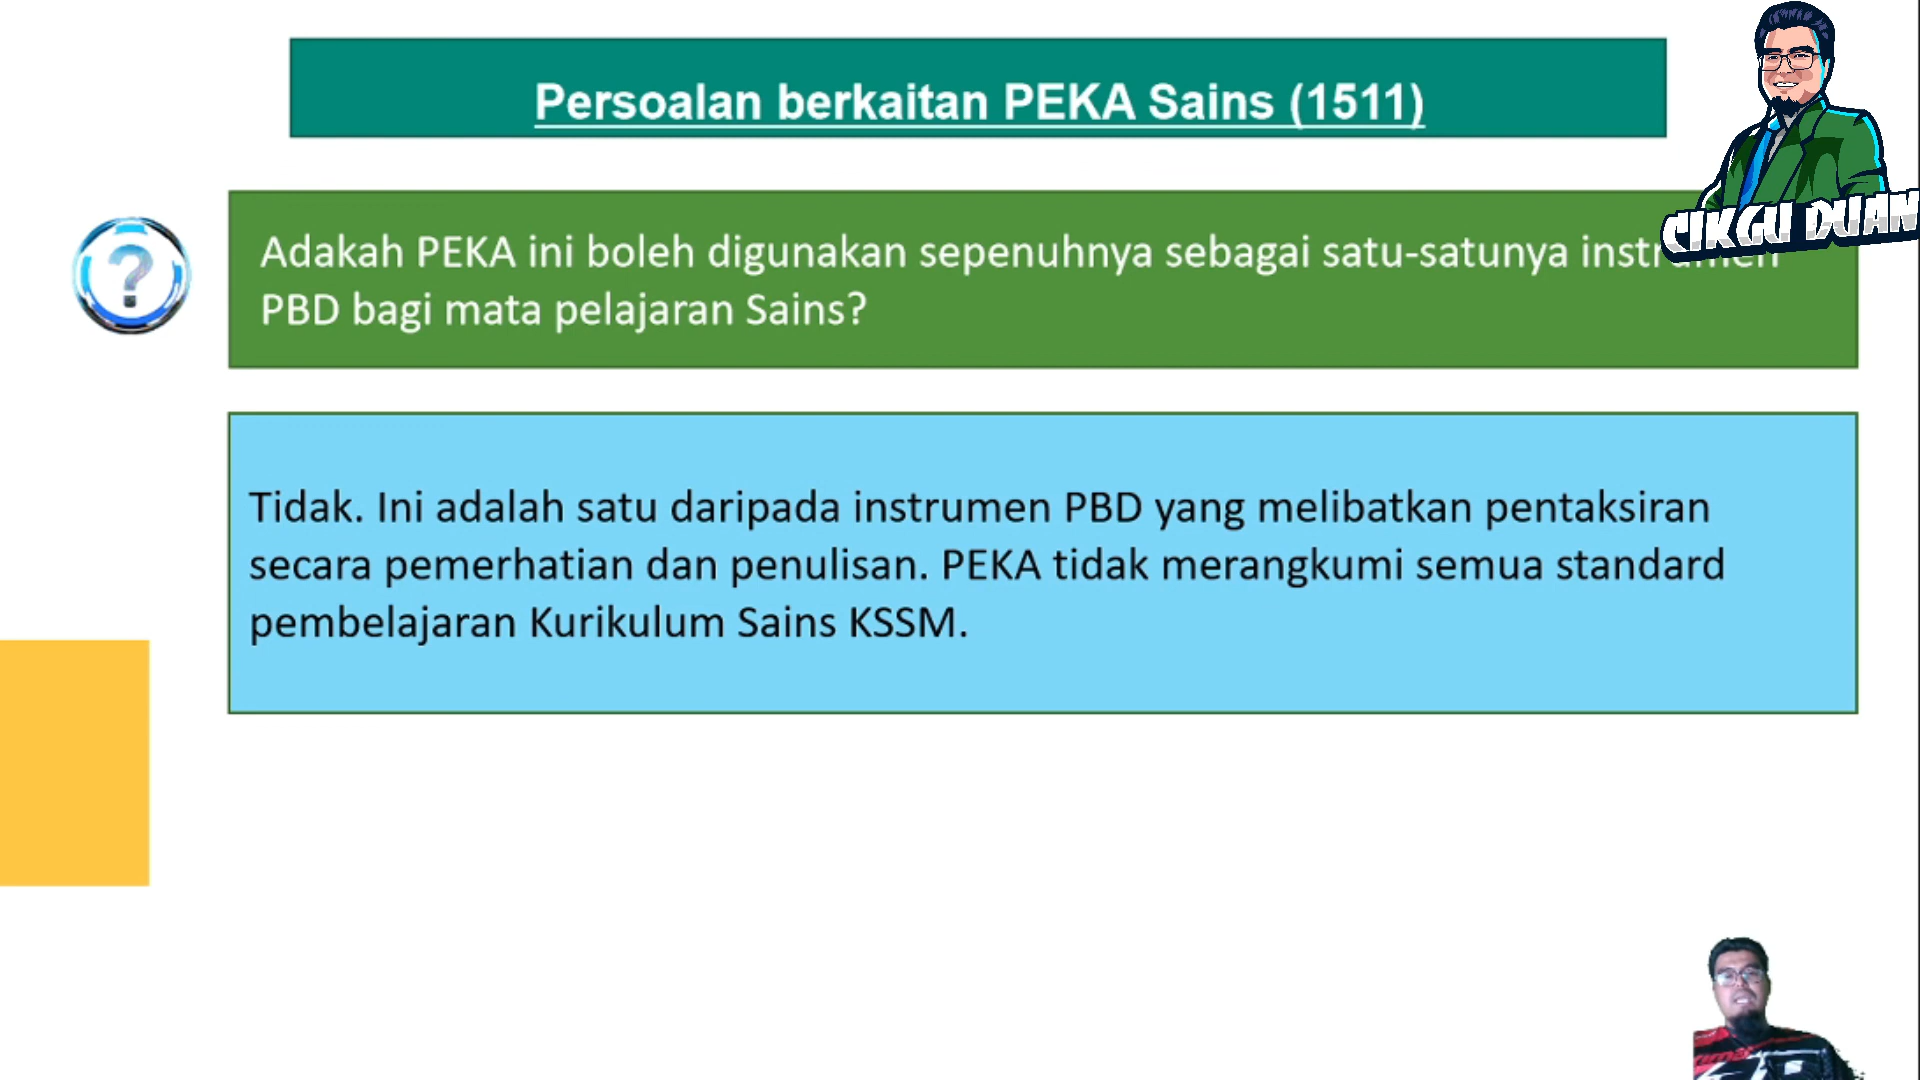 Persoalan berkaitan PEKA Sains (1511)
CIKGU DUAN
Adakah PEKA ini boleh digunakan sepenuhnya sebagai satu-satunya instrumen
PBD bagi mata pelajaran Sains?
Tidak. Ini adalah satu daripada instrumen PBD yang melibatkan pentaksiran
secara pemerhatian dan penulisan. PEKA tidak merangkumi semua standard
pembelajaran Kurikulum Sains KSSM.